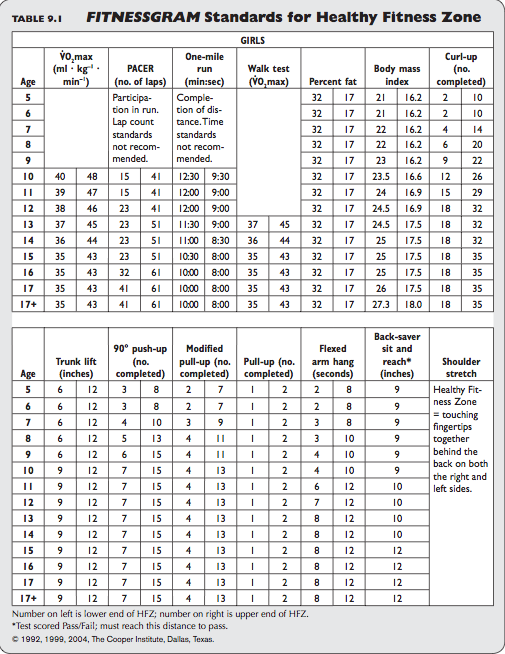 TABLE 9.1 FITNESSGRAM Standards for Healthy Fitness Zone
GIRLS
Age
V̇O₂max
(ml · kg⁻¹ ·
min⁻¹)
PACER
(no. of laps)
One-mile
run
(min:sec)
Walk test
(V̇O₂max)
Percent fat
Body mass
index
Curl-up
(no.
completed)
Participa-
tion in run.
Lap count
standards
not recom-
mended.
Comple-
tion of dis-
tance. Time
standards
not recom-
mended.
5 32 17 21 16.2 2 10
6 32 17 21 16.2 2 10
7 32 17 22 16.2 4 14
8 32 17 22 16.2 6 20
9 32 17 23 16.2 9 22
10 40 48 15 41 12:30 9:30 32 17 23.5 16.6 12 26
11 39 47 15 41 12:00 9:00 32 17 24 16.9 15 29
12 38 46 23 41 12:00 9:00 32 17 24.5 16.9 18 32
13 37 45 23 51 11:30 9:00 37 45 32 17 24.5 17.5 18 32
14 36 44 23 51 11:00 8:30 36 44 32 17 25 17.5 18 32
15 35 43 23 51 10:30 8:00 35 43 32 17 25 17.5 18 35
16 35 43 32 61 10:00 8:00 35 43 32 17 25 17.5 18 35
17 35 43 41 61 10:00 8:00 35 43 32 17 26 17.5 18 35
17+ 35 43 41 61 10:00 8:00 35 43 32 17 27.3 18.0 18 35
Age
Trunk lift
(inches)
90° push-up
(no.
completed)
Modified
pull-up (no.
completed)
Pull-up (no.
completed)
Flexed
arm hang
(seconds)
Back-saver
sit and
reach*
(inches)
Shoulder
stretch
5 6 12 3 8 2 7 1 2 2 8 9
6 6 12 3 8 2 7 1 2 2 8 9
7 6 12 4 10 3 9 1 2 3 8 9
8 6 12 5 13 4 11 1 2 3 10 9
9 6 12 6 15 4 11 1 2 4 10 9
10 9 12 7 15 4 13 1 2 4 10 9
11 9 12 7 15 4 13 1 2 6 12 10
12 9 12 7 15 4 13 1 2 7 12 10
13 9 12 7 15 4 13 1 2 8 12 10
14 9 12 7 15 4 13 1 2 8 12 10
15 9 12 7 15 4 13 1 2 8 12 12
16 9 12 7 15 4 13 1 2 8 12 12
17 9 12 7 15 4 13 1 2 8 12 12
17+ 9 12 7 15 4 13 1 2 8 12 12
Healthy Fit-
ness Zone
= touching
fingertips
together
behind the
back on both
the right and
left sides.
Number on left is lower end of HFZ; number on right is upper end of HFZ.
*Test scored Pass/Fail; must reach this distance to pass.
© 1992, 1999, 2004, The Cooper Institute, Dallas, Texas.